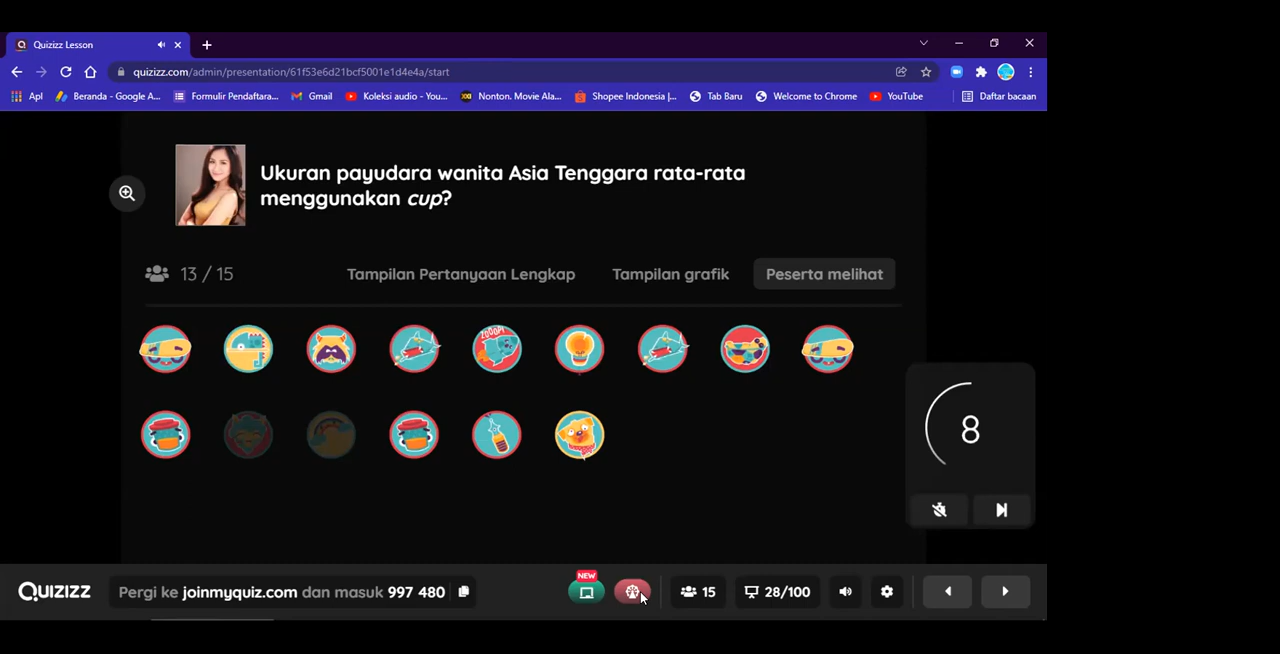 Quizizz Lesson
quizizz.com/admin/presentation/61f53e6d21bcf5001e1d4e4a/start
Apl Beranda - Google A... Formulir Pendaftara... Gmail Koleksi audio - You... Nonton. Movie Ala... Shopee Indonesia |... Tab Baru Welcome to Chrome YouTube Daftar bacaan
Ukuran payudara wanita Asia Tenggara rata-rata
menggunakan cup?
13 / 15 Tampilan Pertanyaan Lengkap Tampilan grafik Peserta melihat
ZOOOP!
8
NEW
QUIZIZZ Pergi ke joinmyquiz.com dan masuk 997 480 15 28/100